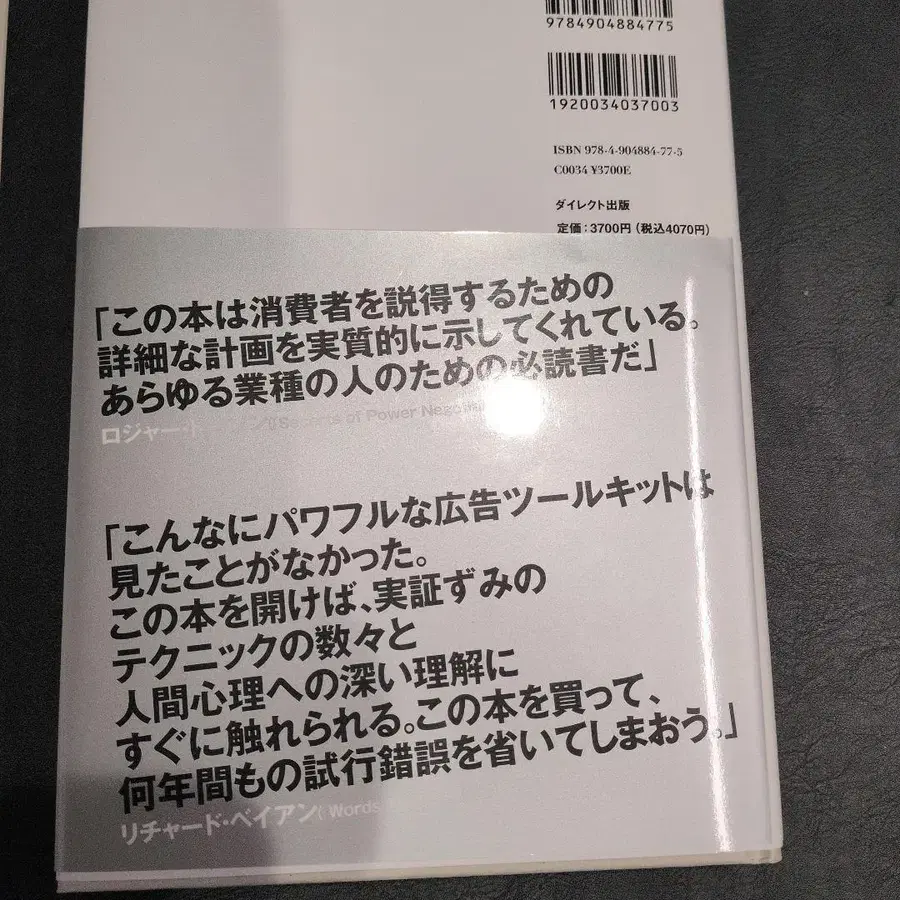 9784904884775
1920034037003
ISBN 978-4-904884-77-5
C0034 ¥3700E
ダイレクト出版
定価:3700円(税込4070円)
「この本は消費者を説得するための
詳細な計画を実質的に示してくれている。
あらゆる業種の人のための必読書だ」
ロジャー・ ン『Secrets of Power
「こんなにパワフルな広告ツールキットは
見たことがなかった。
この本を開けば、実証ずみの
テクニックの数々と
人間心理への深い理解に
すぐに触れられる。この本を買って、
何年間もの試行錯誤を省いてしまおう。」
リチャード・ベイアン( Words